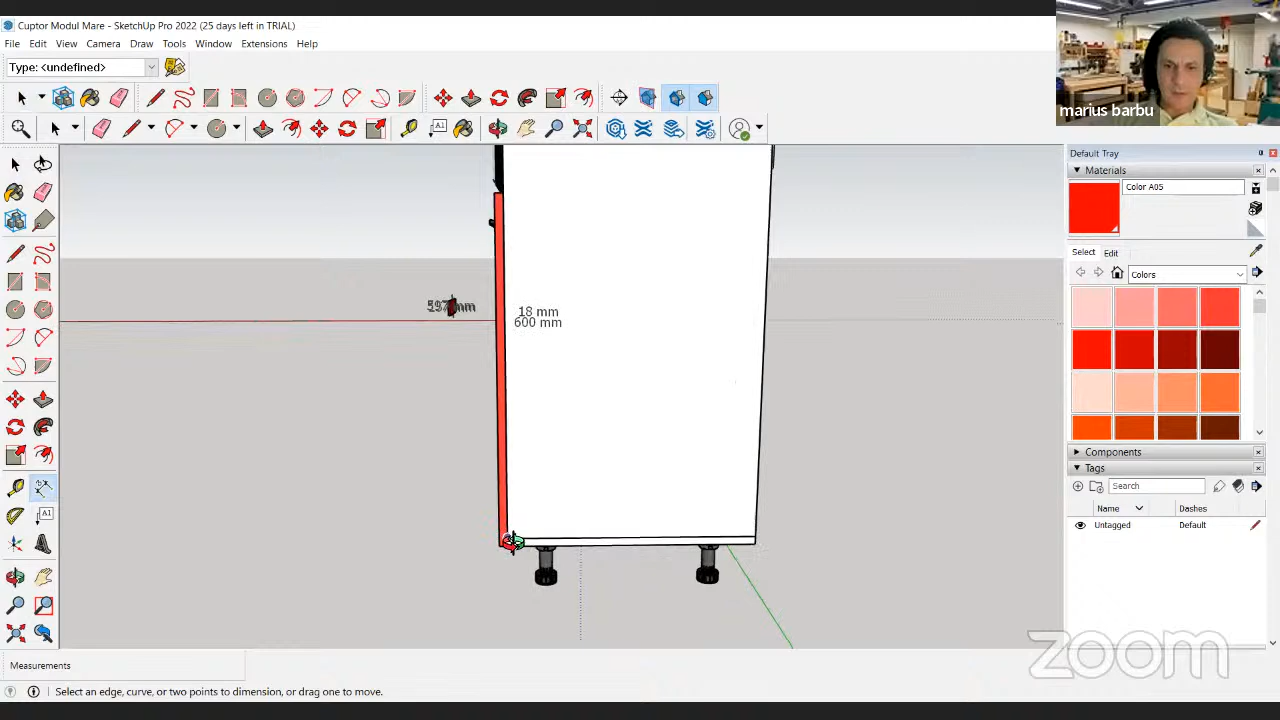 Cuptor Modul Mare - SketchUp Pro 2022 (25 days left in TRIAL)
File Edit View Camera Draw Tools Window Extensions Help
Type: <undefined>
marius barbu
Default Tray
Materials
Color A05
Select Edit
Colors
18 mm
600 mm
Components
Tags
Search
Name Dashes
Untagged Default
zoom
Measurements
Select an edge, curve, or two points to dimension, or drag one to move.